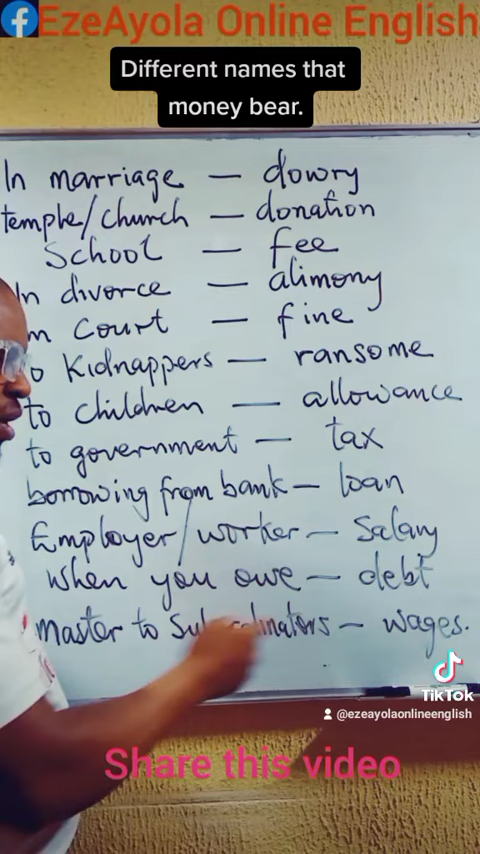 EzeAyola Online English
Different names that
money bear.
In marriage — dowry
temple/church — donation
School — fee
In divorce — alimony
m Court — fine
o Kidnappers — ransome
to children — allowance
to government — tax
borrowing from bank — loan
Employer/worker — Salary
When you owe — debt
Master to — wages.
TikTok
@ezeayolaonlineenglish
Share this video